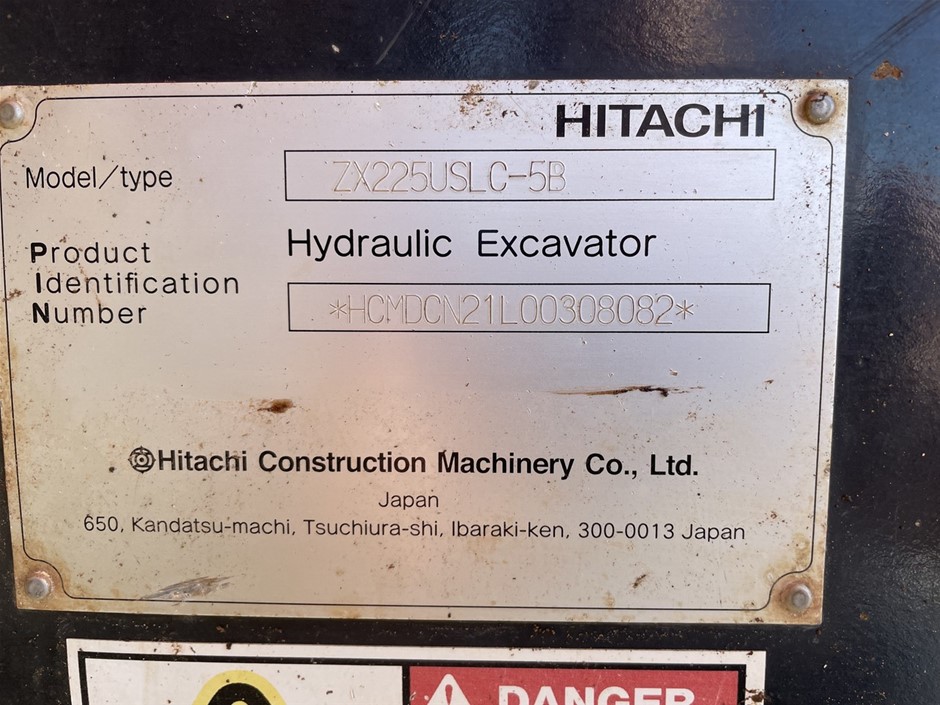 HITACHI
Model/type ZX225USLC-5B
Hydraulic Excavator
Product
Identification
Number
*HCMDCN21L00308082*
Hitachi Construction Machinery Co., Ltd.
Japan
650, Kandatsu-machi, Tsuchiura-shi, Ibaraki-ken, 300-0013 Japan
DANGER